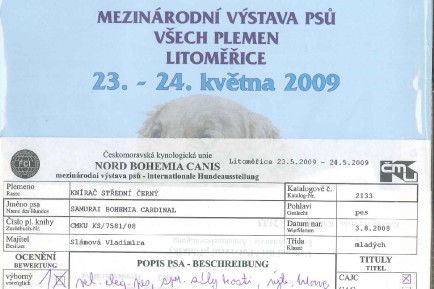 MEZINÁRODNÍ VÝSTAVA PSŮ
VŠECH PLEMEN
LITOMĚŘICE
23. - 24. května 2009
Českomoravská kynologická unie
FCI
NORD BOHEMIA CANIS
Litoměřice 23.5.2009 - 24.5.2009
mezinárodní výstava psů - internationale Hundeausstellung
Plemeno
Rasse
KNÍRAČ STŘEDNÍ ČERNÝ
Katalogové č.
Katalog-Nr.
2133
Jméno psa
Name des Hundes
SAMURAI BOHEMIA CARDINAL
Pohlaví
Geslecht
pes
Číslo pl. knihy
Zuchtbuch-Nr.
CMKU KS/7581/08
Datum nar.
Wurfdatum
3.8.2008
Majitel
Besitzer
Slámová Vladimíra
Třída
Klasse
mladých
OCENĚNÍ
BEWERTUNG
POPIS PSA - BESCHREIBUNG
TITULY
TITEL
výborný
vorzüglich
1
pes
CAJC
CAC